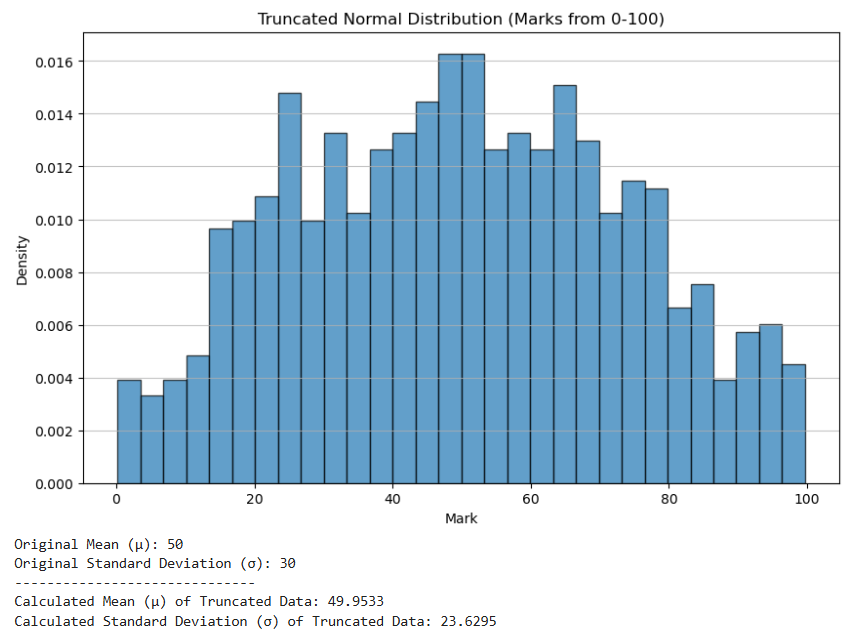 Truncated Normal Distribution (Marks from 0-100)
0.016
0.014
0.012
0.010
0.008
0.006
0.004
0.002
0.000
Density
0 20 40 60 80 100
Mark
Original Mean (μ): 50
Original Standard Deviation (σ): 30
------------------------------
Calculated Mean (μ) of Truncated Data: 49.9533
Calculated Standard Deviation (σ) of Truncated Data: 23.6295